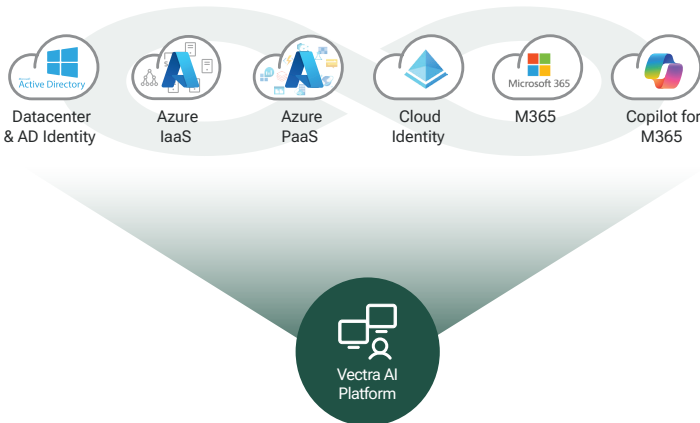 Microsoft
Active Directory
Microsoft 365
Datacenter
& AD Identity
Azure
IaaS
Azure
PaaS
Cloud
Identity
M365
Copilot for
M365
Vectra AI
Platform